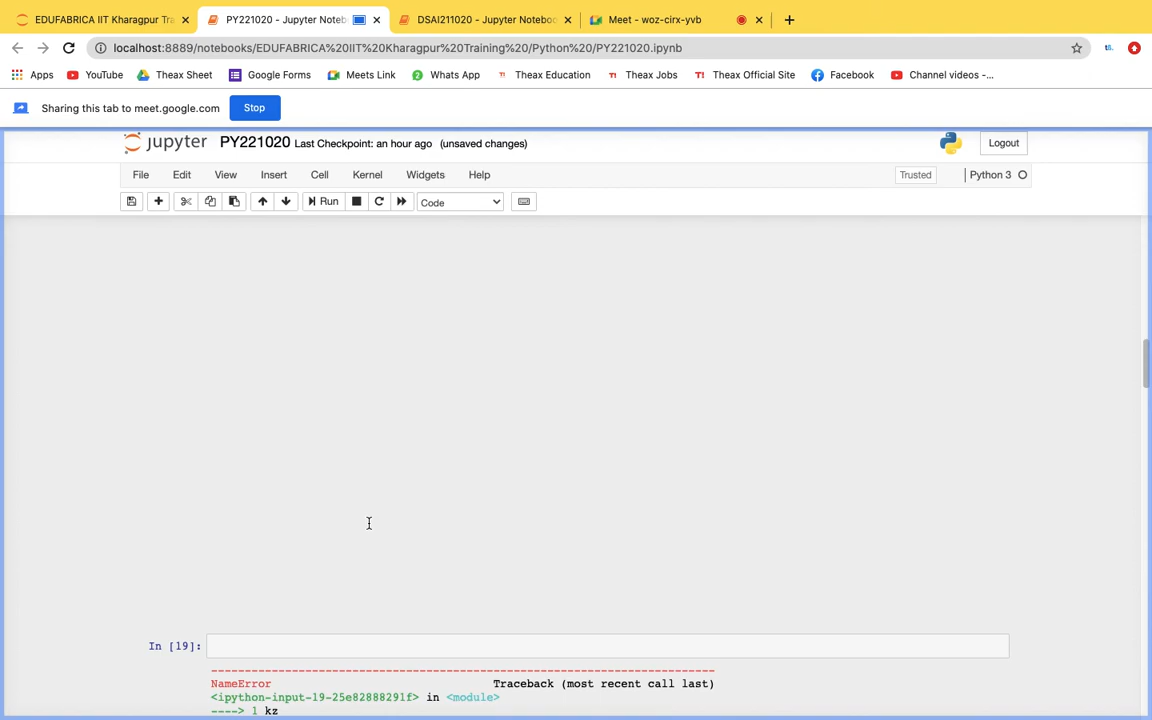 EDUFABRICA IIT Kharagpur Tra
PY221020 - Jupyter Noteb
DSAI211020 - Jupyter Noteboo
Meet - woz-cirx-yvb
localhost:8889/notebooks/EDUFABRICA%20IIT%20Kharagpur%20Training%20/Python%20/PY221020.ipynb
Apps YouTube Theax Sheet Google Forms Meets Link Whats App Theax Education Theax Jobs Theax Official Site Facebook Channel videos -...
Sharing this tab to meet.google.com Stop
jupyter PY221020 Last Checkpoint: an hour ago (unsaved changes) Logout
File Edit View Insert Cell Kernel Widgets Help Trusted Python 3
Run Code
In [19]:
---------------------------------------------------------------------------
NameError Traceback (most recent call last)
<ipython-input-19-25e82888291f> in <module>
----> 1 kz